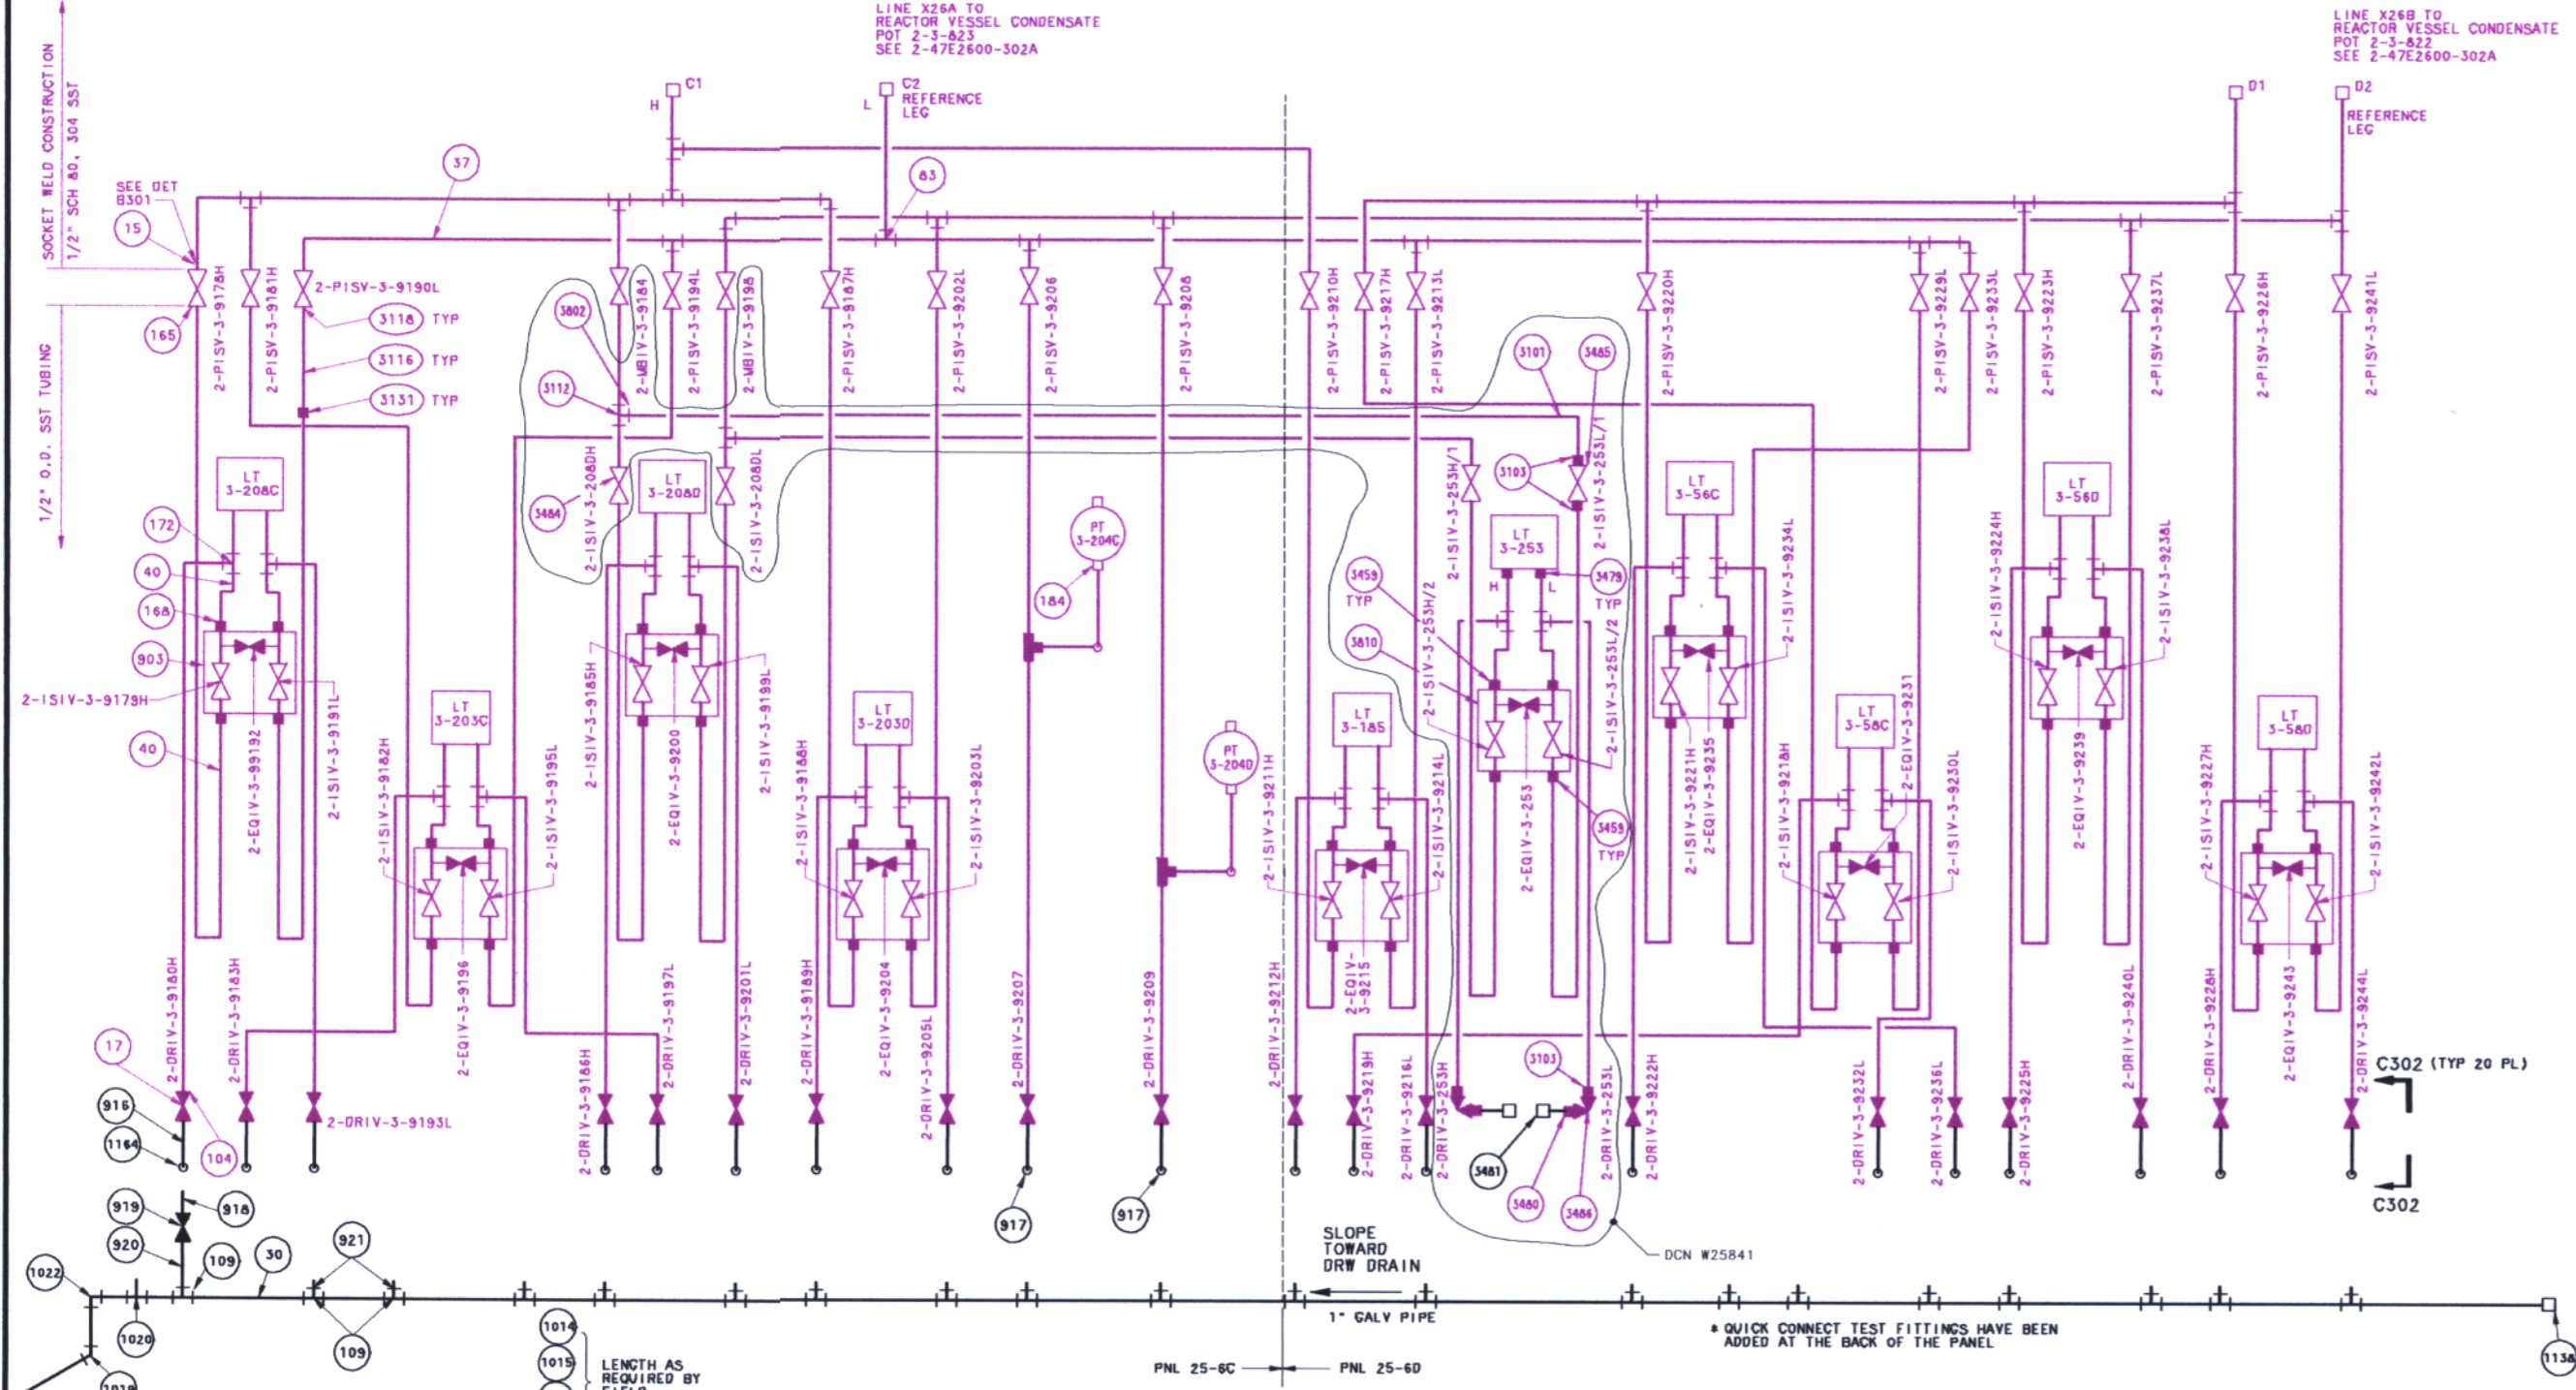 LINE X26A TO
REACTOR VESSEL CONDENSATE
POT 2-3-823
SEE 2-47E2600-302A
LINE X26B TO
REACTOR VESSEL CONDENSATE
POT 2-3-822
SEE 2-47E2600-302A
SOCKET WELD CONSTRUCTION
1/2" SCH 80, 304 SST
1/2" O.D. SST TUBING
H
C1
L
C2
REFERENCE
LEG
D1
D2
REFERENCE
LEG
SEE DET
B301
15
37
83
165
2-PISV-3-9178H
2-PISV-3-9181H
2-PISV-3-9190L
3118 TYP
3116 TYP
3131 TYP
3802
3112
3484
2-MBIV-3-9184
2-PISV-3-9194L
2-MBIV-3-9198
2-PISV-3-9187H
2-PISV-3-9202L
2-PISV-3-9206
2-PISV-3-9208
2-PISV-3-9210H
2-PISV-3-9217H
2-PISV-3-9213L
3101
3485
3103
2-PISV-3-9220H
2-PISV-3-9229L
2-PISV-3-9233L
2-PISV-3-9223H
2-PISV-3-9237L
2-PISV-3-9226H
2-PISV-3-9241L
2-ISIV-3-208DH
2-ISIV-3-208DL
2-ISIV-3-253H/1
2-ISIV-3-253L/1
LT
3-208C
LT
3-208D
PT
3-204C
184
LT
3-253
H
L
LT
3-56C
LT
3-56D
172
40
168
903
2-ISIV-3-9179H
40
2-EQIV-3-99192
2-ISIV-3-9191L
LT
3-203C
2-ISIV-3-9182H
2-EQIV-3-9196
2-ISIV-3-9195L
2-ISIV-3-9185H
2-EQIV-3-9200
2-ISIV-3-9199L
LT
3-203D
2-ISIV-3-9188H
2-EQIV-3-9204
2-ISIV-3-9203L
PT
3-204D
3459
TYP
3810
3479
TYP
3459
TYP
2-ISIV-3-253H/2
2-ISIV-3-253L/2
2-EQIV-3-253
LT
3-185
2-ISIV-3-9211H
2-EQIV-
3-9215
2-ISIV-3-9214L
2-ISIV-3-9221H
2-EQIV-3-9235
2-ISIV-3-9234L
LT
3-58C
2-ISIV-3-9218H
2-EQIV-3-9231
2-ISIV-3-9230L
2-ISIV-3-9224H
2-EQIV-3-9239
2-ISIV-3-9238L
LT
3-58D
2-ISIV-3-9227H
2-EQIV-3-9243
2-ISIV-3-9242L
2-DRIV-3-9180H
2-DRIV-3-9183H
2-DRIV-3-9193L
2-DRIV-3-9186H
2-DRIV-3-9197L
2-DRIV-3-9201L
2-DRIV-3-9189H
2-DRIV-3-9205L
2-DRIV-3-9207
2-DRIV-3-9209
2-DRIV-3-9212H
2-DRIV-3-9219H
2-DRIV-3-9216L
2-DRIV-3-253H
2-DRIV-3-253L
2-DRIV-3-9222H
2-DRIV-3-9232L
2-DRIV-3-9236L
2-DRIV-3-9225H
2-DRIV-3-9240L
2-DRIV-3-9228H
2-DRIV-3-9244L
C302 (TYP 20 PL)
C302
17
916
1164
104
3103
3481
3480
3486
917
917
DCN W25841
919
918
920
109
30
921
1022
1020
109
1019
1014
1015
LENGTH AS
REQUIRED BY
FIELD
SLOPE
TOWARD
DRW DRAIN
1" GALV PIPE
* QUICK CONNECT TEST FITTINGS HAVE BEEN
ADDED AT THE BACK OF THE PANEL
1138
PNL 25-6C
PNL 25-6D